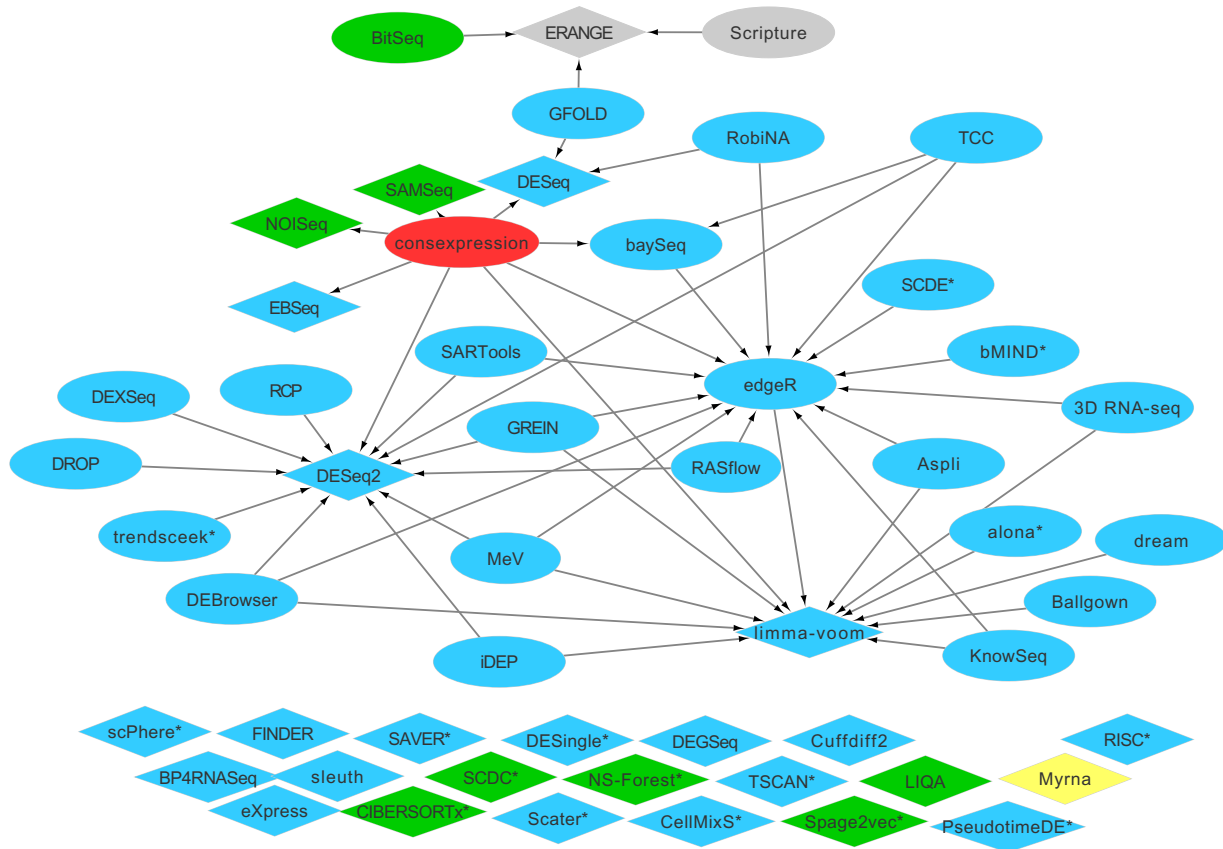 BitSeq
ERANGE
Scripture
GFOLD
RobiNA
TCC
SAMSeq
DESeq
NOISeq
consexpression
baySeq
SCDE*
EBSeq
SARTools
bMIND*
edgeR
DEXSeq
RCP
3D RNA-seq
GREIN
DROP
DESeq2
RASflow
Aspli
trendsceek*
alona*
dream
MeV
DEBrowser
Ballgown
limma-voom
iDEP
KnowSeq
scPhere*
FINDER
SAVER*
DESingle*
DEGSeq
Cuffdiff2
RISC*
BP4RNASeq
sleuth
SCDC*
NS-Forest*
TSCAN*
LIQA
Myrna
eXpress
CIBERSORTx*
Scater*
CellMixS*
Spage2vec*
PseudotimeDE*